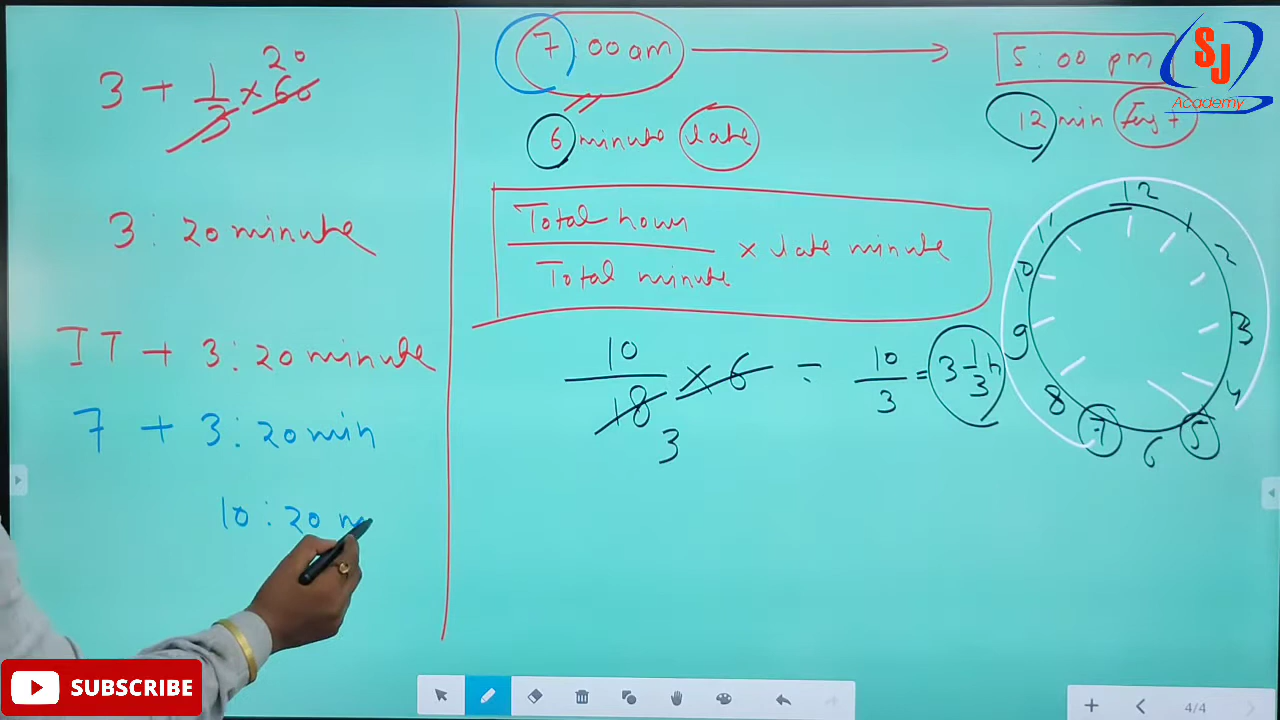 3 + 1/3 × 60 20
3 : 20 minute
IT + 3 : 20 minute
7 + 3 : 20 min
10 : 20 m
7 : 00 am
6 minute late
5 : 00 pm
12 min
Total hour
Total minute
× late minute
10/18 × 6 = 10/3 = 3 1/3 h
3
12
1
2
3
4
5
6
7
8
9
10
11
SJ
Academy
SUBSCRIBE
4/4